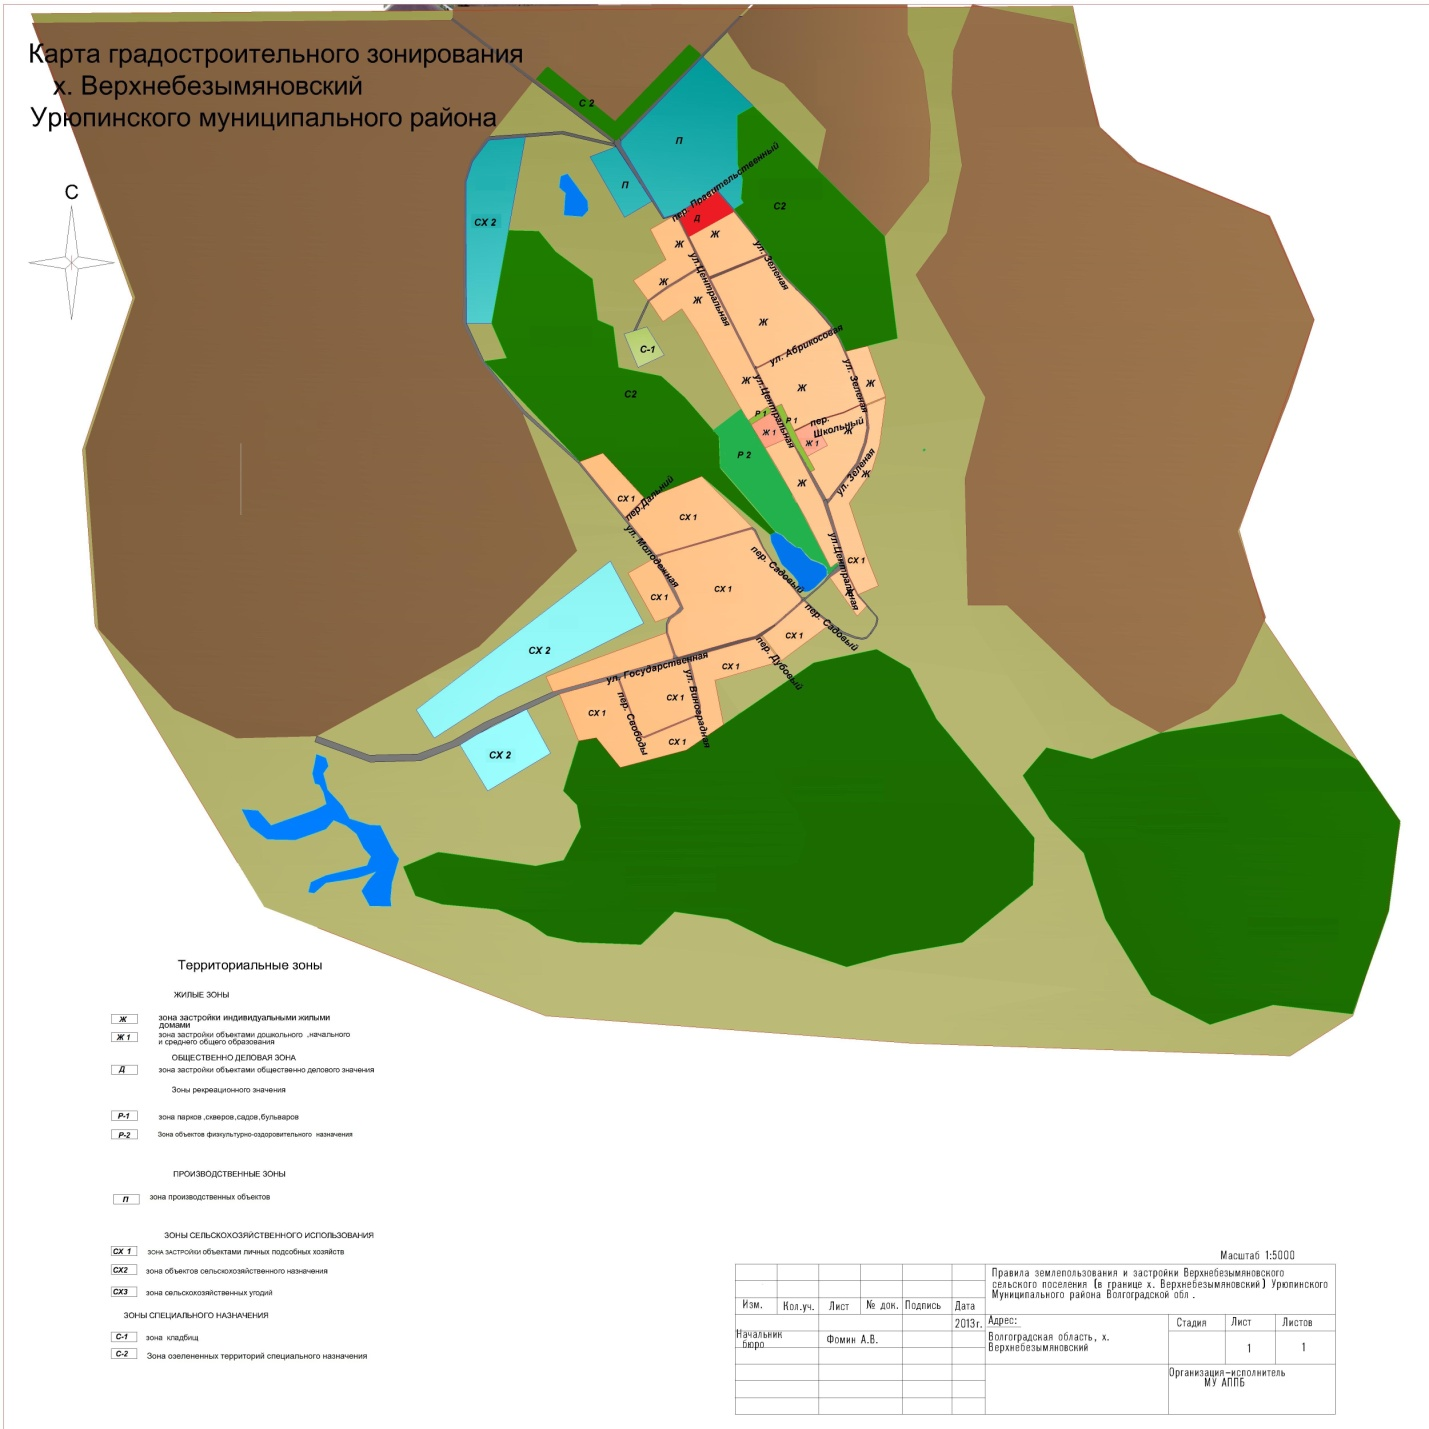 Карта градостроительного зонирования
х. Верхнебезымяновский
Урюпинского муниципального района
С
С 2
П
П
СХ 2
пер. Правительственный
Д
С2
Ж
Ж
ул. Зеленая
Ж
Ж
ул.Центральная
Ж
С-1
ул. Абрикосовая
Ж
ул.Центральная
Ж
ул. Зеленая
Ж
С2
Р 1
Р 1
пер.
Школьный
Ж 1
Ж 1
Ж
Р 2
ул. Зеленая
Ж
Ж
СХ 1
пер.Дальний
СХ 1
ул. Молодежная
пер. Садовый
ул.Центральная
СХ 1
СХ 1
СХ 1
пер. Садовый
СХ 1
СХ 2
пер. Дубовый
ул. Государственная
СХ 1
ул. Виноградная
СХ 1
СХ 1
пер. Свободы
СХ 1
СХ 2
Территориальные зоны
ЖИЛЫЕ ЗОНЫ
Ж зона застройки индивидуальными жилыми
домами
Ж 1 зона застройки объектами дошкольного ,начального
и среднего общего образования
ОБЩЕСТВЕННО ДЕЛОВАЯ ЗОНА
Д зона застройки объектами общественно делового значения
Зоны рекреационного значения
Р-1 зона парков ,скверов,садов,бульваров
Р-2 Зона объектов физкультурно-оздоровительного назначения
ПРОИЗВОДСТВЕННЫЕ ЗОНЫ
П зона производственных объектов
ЗОНЫ СЕЛЬСКОХОЗЯЙСТВЕННОГО ИСПОЛЬЗОВАНИЯ
СХ 1 ЗОНА ЗАСТРОЙКИ объектами личных подсобных хозяйств
СХ2 зона объектов сельскохозяйственного назначения
СХ3 зона сельскохозяйственных угодий
ЗОНЫ СПЕЦИАЛЬНОГО НАЗНАЧЕНИЯ
С-1 зона кладбищ
С-2 Зона озелененных территорий специального назначения
Масштаб 1:5000
Правила землепользования и застройки Верхнебезымяновского
сельского поселения (в границе х. Верхнебезымяновский) Урюпинского
Муниципального района Волгоградской обл .
Изм. Кол.уч. Лист № док. Подпись Дата
2013г.
Адрес:
Волгоградская область, х.
Верхнебезымяновский
Стадия Лист Листов
1 1
Начальник
бюро
Фомин А.В.
Организация-исполнитель
МУ АППБ